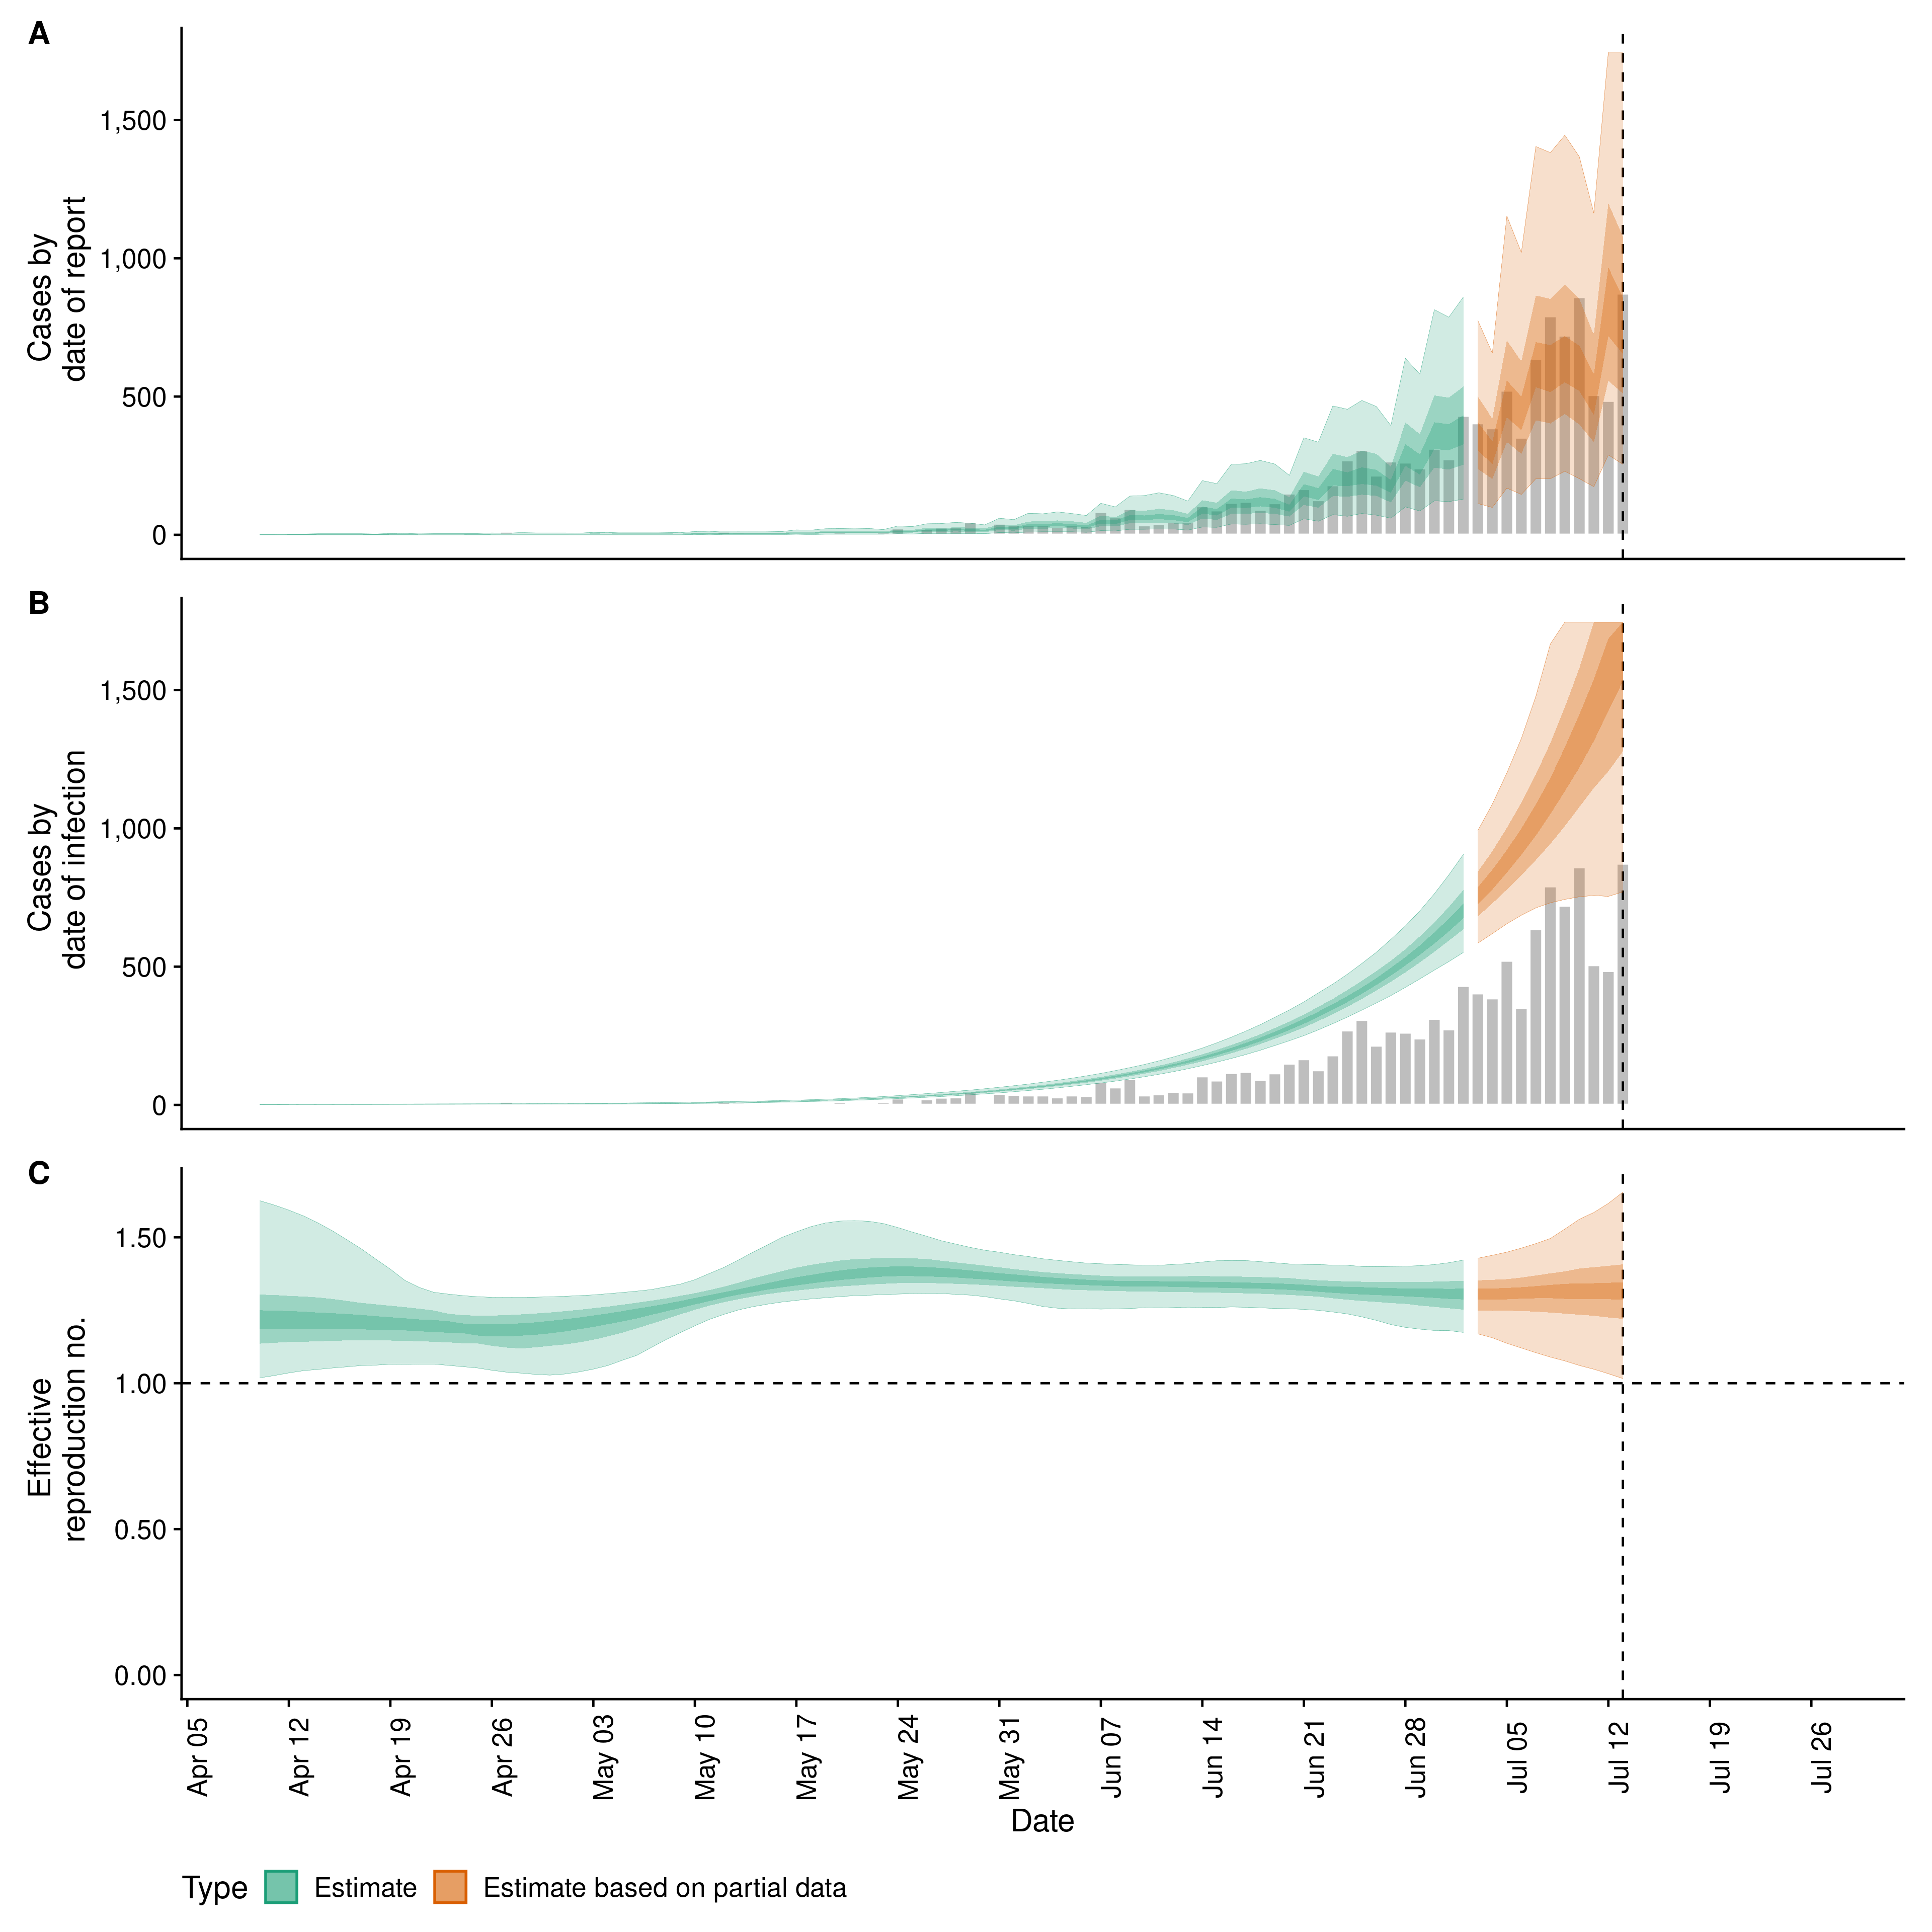 A
Cases by
date of report
1,500
1,000
500
0
B
Cases by
date of infection
1,500
1,000
500
0
C
Effective
reproduction no.
1.50
1.00
0.50
0.00
Apr 05
Apr 12
Apr 19
Apr 26
May 03
May 10
May 17
May 24
May 31
Jun 07
Jun 14
Jun 21
Jun 28
Jul 05
Jul 12
Jul 19
Jul 26
Date
Type Estimate Estimate based on partial data